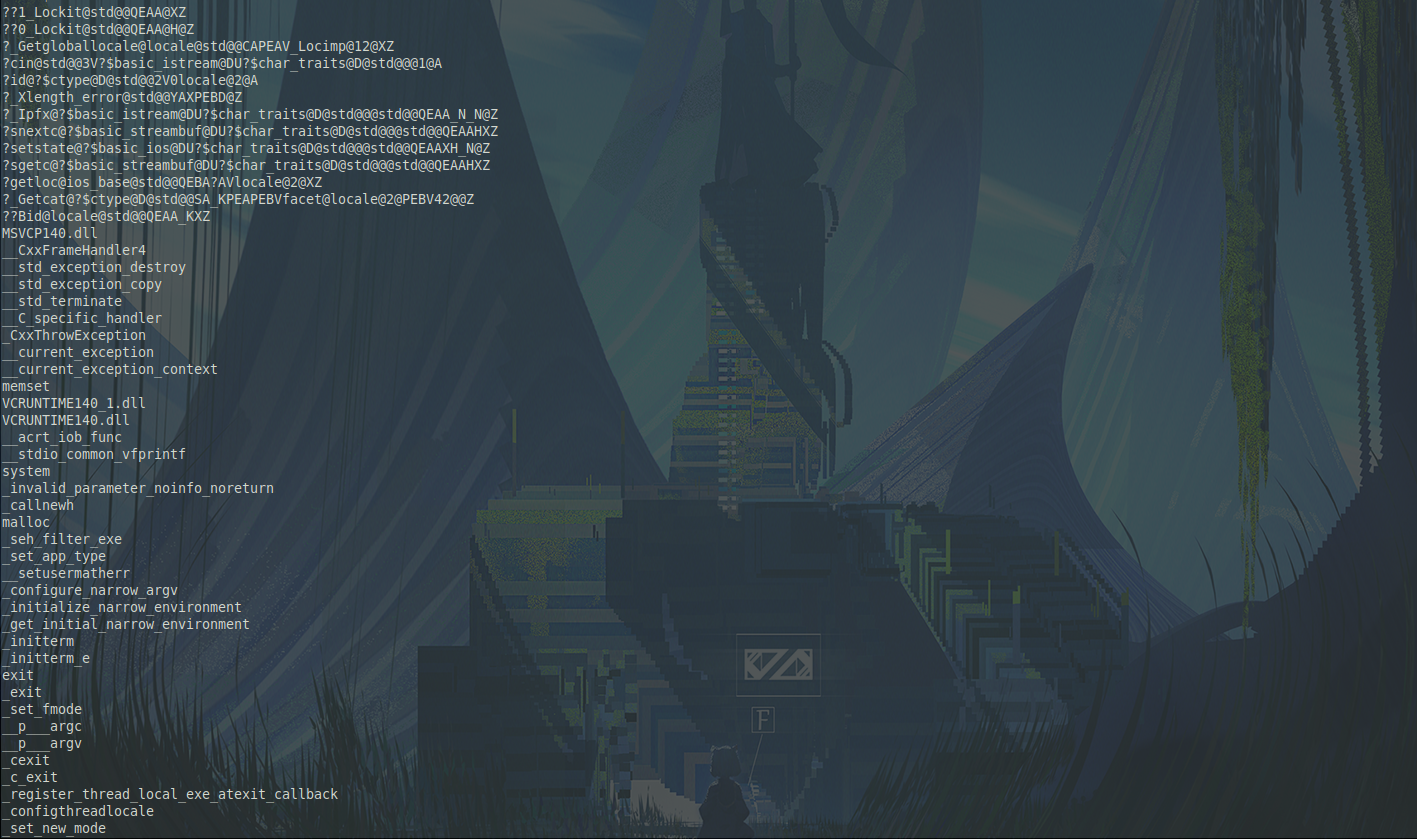 ??1_Lockit@std@@QEAA@XZ
??0_Lockit@std@@QEAA@H@Z
?_Getgloballocale@locale@std@@CAPEAV_Locimp@12@XZ
?cin@std@@3V?$basic_istream@DU?$char_traits@D@std@@@1@A
?id@?$ctype@D@std@@2V0locale@2@A
?_Xlength_error@std@@YAXPEBD@Z
?_Ipfx@?$basic_istream@DU?$char_traits@D@std@@@std@@QEAA_N_N@Z
?snextc@?$basic_streambuf@DU?$char_traits@D@std@@@std@@QEAAHXZ
?setstate@?$basic_ios@DU?$char_traits@D@std@@@std@@QEAAXH_N@Z
?sgetc@?$basic_streambuf@DU?$char_traits@D@std@@@std@@QEAAHXZ
?getloc@ios_base@std@@QEBA?AVlocale@2@XZ
?_Getcat@?$ctype@D@std@@SA_KPEAPEBVfacet@locale@2@PEBV42@@Z
??Bid@locale@std@@QEAA_KXZ
MSVCP140.dll
__CxxFrameHandler4
__std_exception_destroy
__std_exception_copy
__std_terminate
__C_specific_handler
_CxxThrowException
__current_exception
__current_exception_context
memset
VCRUNTIME140_1.dll
VCRUNTIME140.dll
__acrt_iob_func
__stdio_common_vfprintf
system
_invalid_parameter_noinfo_noreturn
_callnewh
malloc
_seh_filter_exe
_set_app_type
__setusermatherr
_configure_narrow_argv
_initialize_narrow_environment
_get_initial_narrow_environment
_initterm
_initterm_e
exit
_exit
_set_fmode
__p___argc
__p___argv
_cexit
_c_exit
_register_thread_local_exe_atexit_callback
_configthreadlocale
_set_new_mode
F